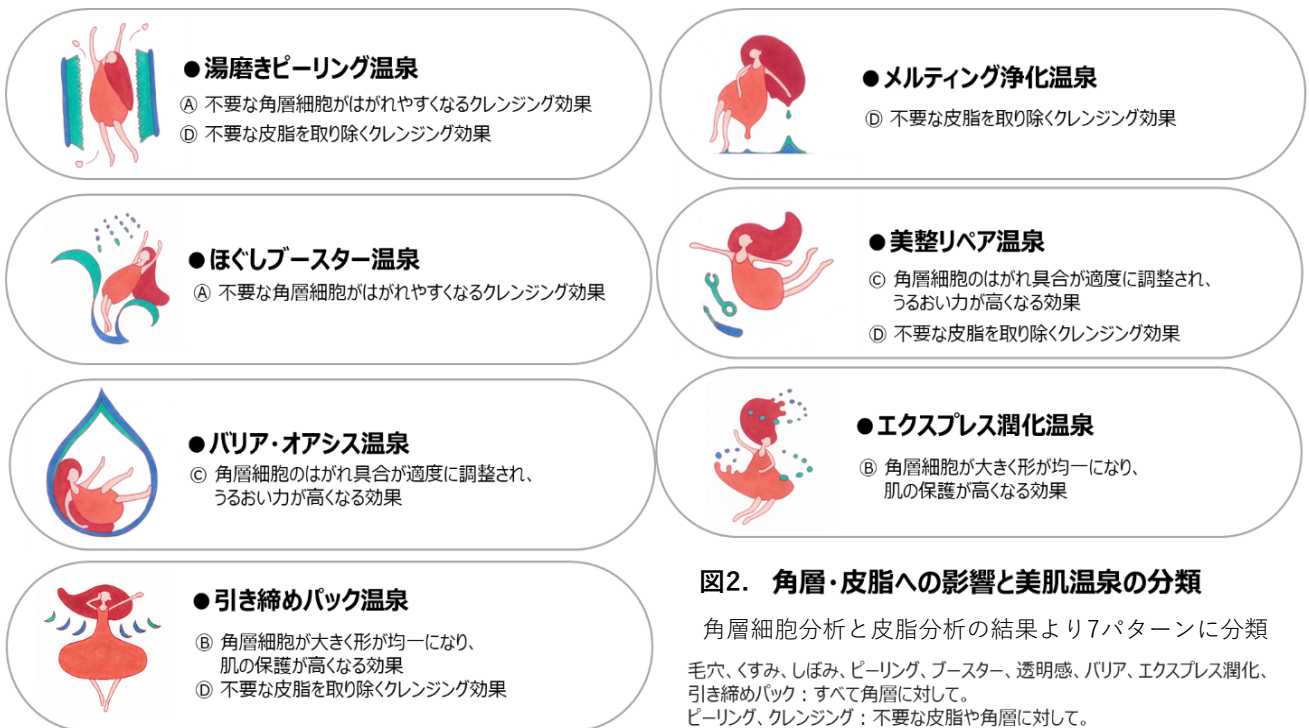 ●湯磨きピーリング温泉
Ⓐ 不要な角層細胞がはがれやすくなるクレンジング効果
Ⓓ 不要な皮脂を取り除くクレンジング効果
●ほぐしブースター温泉
Ⓐ 不要な角層細胞がはがれやすくなるクレンジング効果
●バリア・オアシス温泉
Ⓒ 角層細胞のはがれ具合が適度に調整され、
うるおい力が高くなる効果
●引き締めパック温泉
Ⓑ 角層細胞が大きく形が均一になり、
肌の保護が高くなる効果
Ⓓ 不要な皮脂を取り除くクレンジング効果
●メルティング浄化温泉
Ⓓ 不要な皮脂を取り除くクレンジング効果
●美整リペア温泉
Ⓒ 角層細胞のはがれ具合が適度に調整され、
うるおい力が高くなる効果
Ⓓ 不要な皮脂を取り除くクレンジング効果
●エクスプレス潤化温泉
Ⓑ 角層細胞が大きく形が均一になり、
肌の保護が高くなる効果
図2. 角層・皮脂への影響と美肌温泉の分類
角層細胞分析と皮脂分析の結果より7パターンに分類
毛穴、くすみ、しぼみ、ピーリング、ブースター、透明感、バリア、エクスプレス潤化、
引き締めパック：すべて角層に対して。
ピーリング、クレンジング：不要な皮脂や角層に対して。